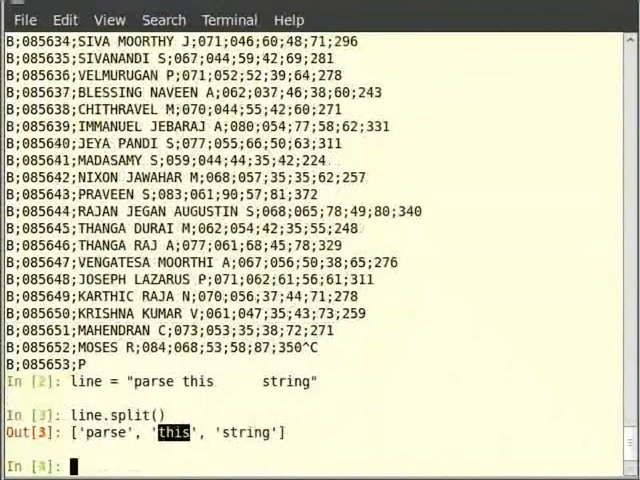 File Edit View Search Terminal Help
B;085634;SIVA MOORTHY J;071;046;60;48;71;296
B;085635;SIVANANDI S;067;044;59;42;69;281
B;085636;VELMURUGAN P;071;052;52;39;64;278
B;085637;BLESSING NAVEEN A;062;037;46;38;60;243
B;085638;CHITHRAVEL M;070;044;55;42;60;271
B;085639;IMMANUEL JEBARAJ A;080;054;77;58;62;331
B;085640;JEYA PANDI S;077;055;66;50;63;311
B;085641;MADASAMY S;059;044;44;35;42;224
B;085642;NIXON JAWAHAR M;068;057;35;35;62;257
B;085643;PRAVEEN S;083;061;90;57;81;372
B;085644;RAJAN JEGAN AUGUSTIN S;068;065;78;49;80;340
B;085645;THANGA DURAI M;062;054;42;35;55;248
B;085646;THANGA RAJ A;077;061;68;45;78;329
B;085647;VENGATESA MOORTHI A;067;056;50;38;65;276
B;085648;JOSEPH LAZARUS P;071;062;61;56;61;311
B;085649;KARTHIC RAJA N;070;056;37;44;71;278
B;085650;KRISHNA KUMAR V;061;047;35;43;73;259
B;085651;MAHENDRAN C;073;053;35;38;72;271
B;085652;MOSES R;084;068;53;58;87;350^C
B;085653;P
In [2]: line = "parse this      string"
In [3]: line.split()
Out[3]: ['parse', 'this', 'string']
In [4]: